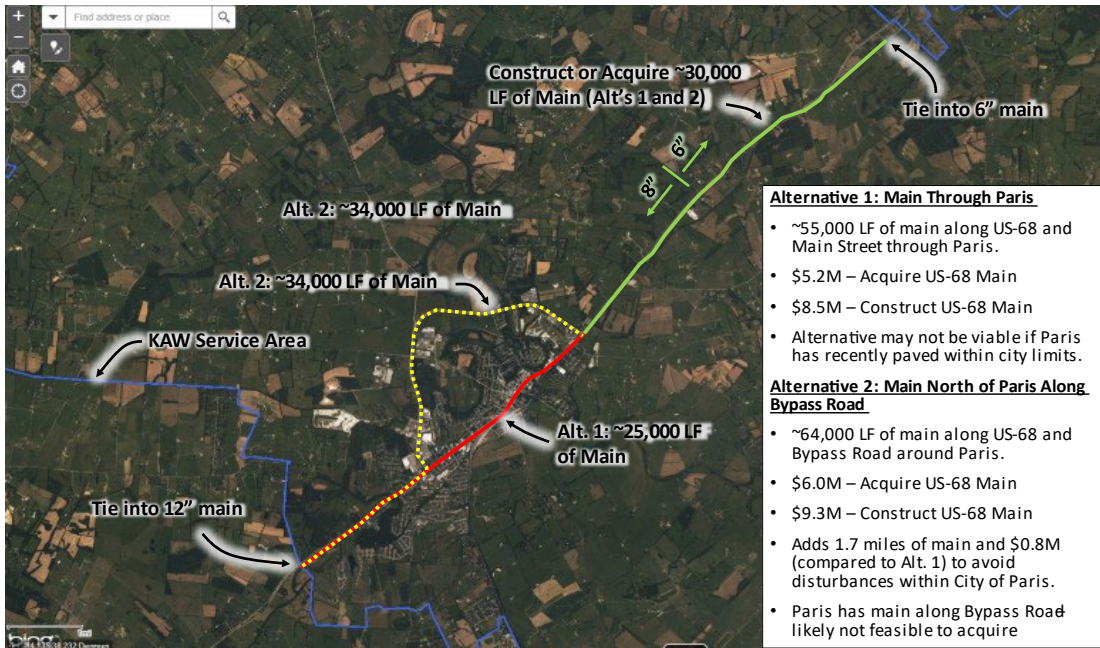 +
Find address or place
−
Construct or Acquire ~30,000
LF of Main (Alt's 1 and 2)
Tie into 6" main
6"
8"
Alt. 2: ~34,000 LF of Main
Alt. 2: ~34,000 LF of Main
KAW Service Area
Alt. 1: ~25,000 LF
of Main
Tie into 12" main
Alternative 1: Main Through Paris
• ~55,000 LF of main along US-68 and
Main Street through Paris.
• $5.2M – Acquire US-68 Main
• $8.5M – Construct US-68 Main
• Alternative may not be viable if Paris
has recently paved within city limits.
Alternative 2: Main North of Paris Along
Bypass Road
• ~64,000 LF of main along US-68 and
Bypass Road around Paris.
• $6.0M – Acquire US-68 Main
• $9.3M – Construct US-68 Main
• Adds 1.7 miles of main and $0.8M
(compared to Alt. 1) to avoid
disturbances within City of Paris.
• Paris has main along Bypass Road–
likely not feasible to acquire
bing
Degrees